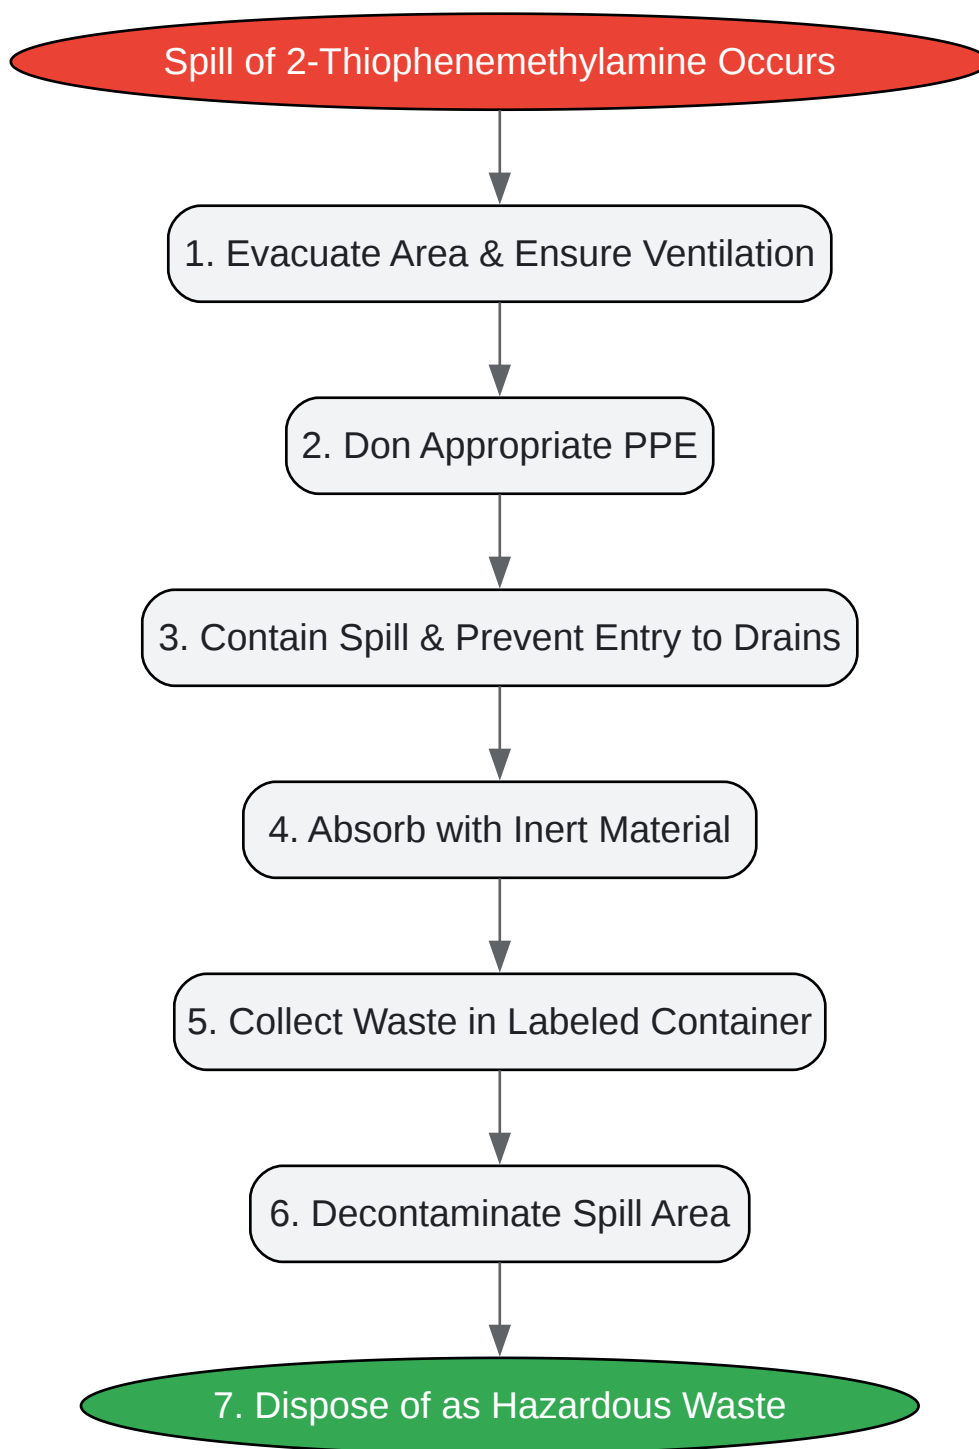 Spill of 2-Thiophenemethylamine Occurs
1. Evacuate Area & Ensure Ventilation
2. Don Appropriate PPE
3. Contain Spill & Prevent Entry to Drains
4. Absorb with Inert Material
5. Collect Waste in Labeled Container
6. Decontaminate Spill Area
7. Dispose of as Hazardous Waste